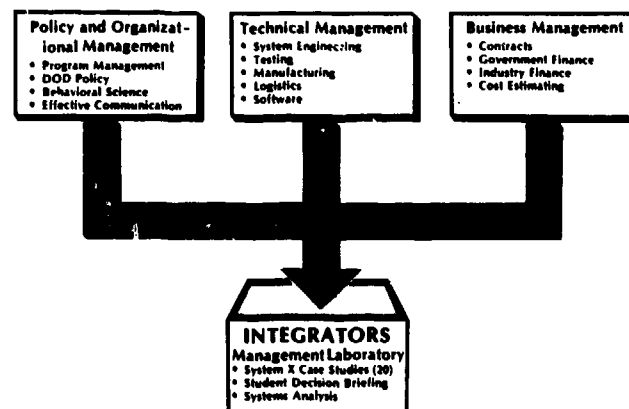 Policy and Organizat-
ional Management
• Program Management
• DOD Policy
• Behavioral Science
• Effective Communication
Technical Management
• System Engineering
• Testing
• Manufacturing
• Logistics
• Software
Business Management
• Contracts
• Government Finance
• Industry Finance
• Cost Estimating
INTEGRATORS
Management Laboratory
• System X Case Studies (20)
• Student Decision Briefing
• Systems Analysis